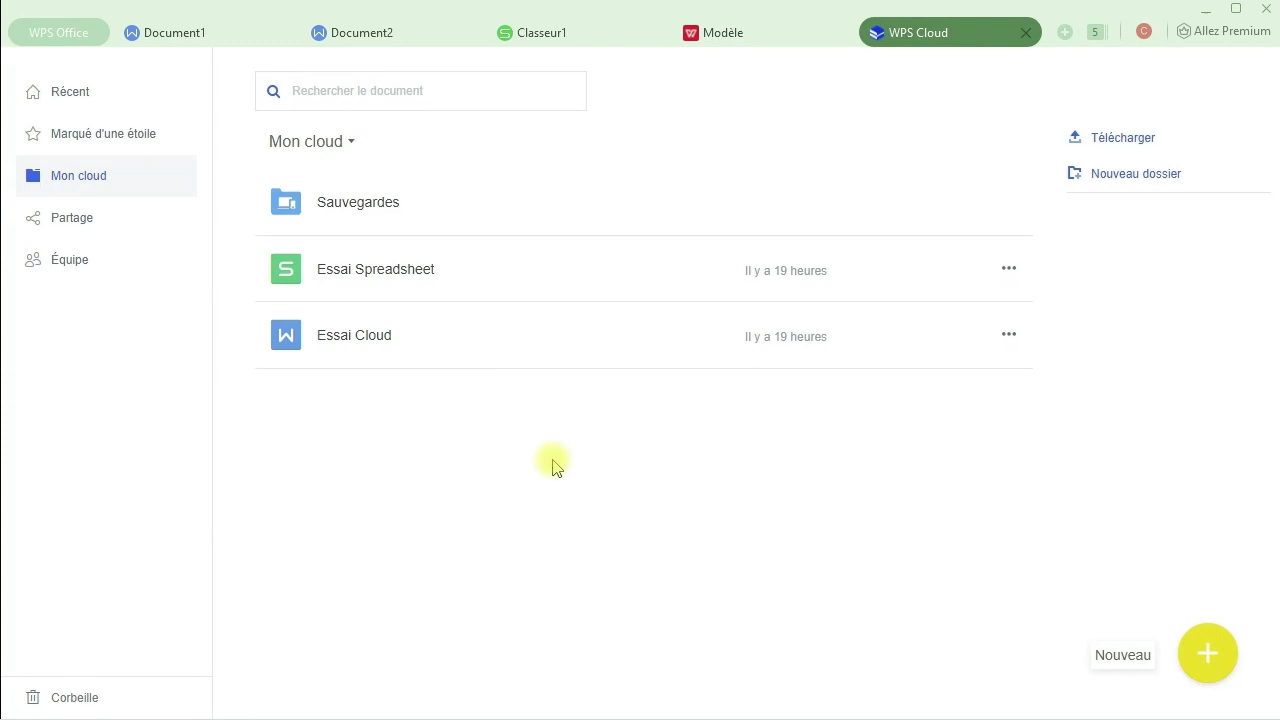 WPS Office
Document1
Document2
Classeur1
Modèle
WPS Cloud
5
C
Allez Premium
Récent
Marqué d'une étoile
Mon cloud
Partage
Équipe
Corbeille
Rechercher le document
Mon cloud
Sauvegardes
Essai Spreadsheet
Il y a 19 heures
Essai Cloud
Il y a 19 heures
Télécharger
Nouveau dossier
Nouveau